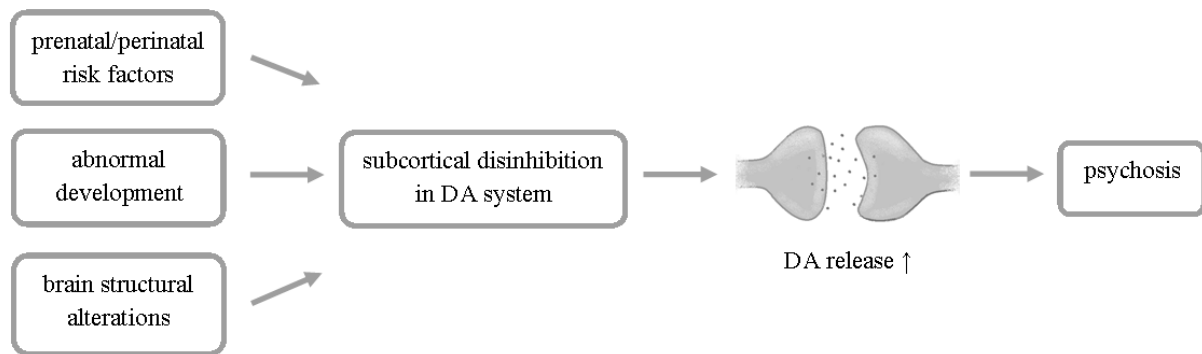 prenatal/perinatal
risk factors
abnormal
development
brain structural
alterations
subcortical disinhibition
in DA system
DA release ↑
psychosis